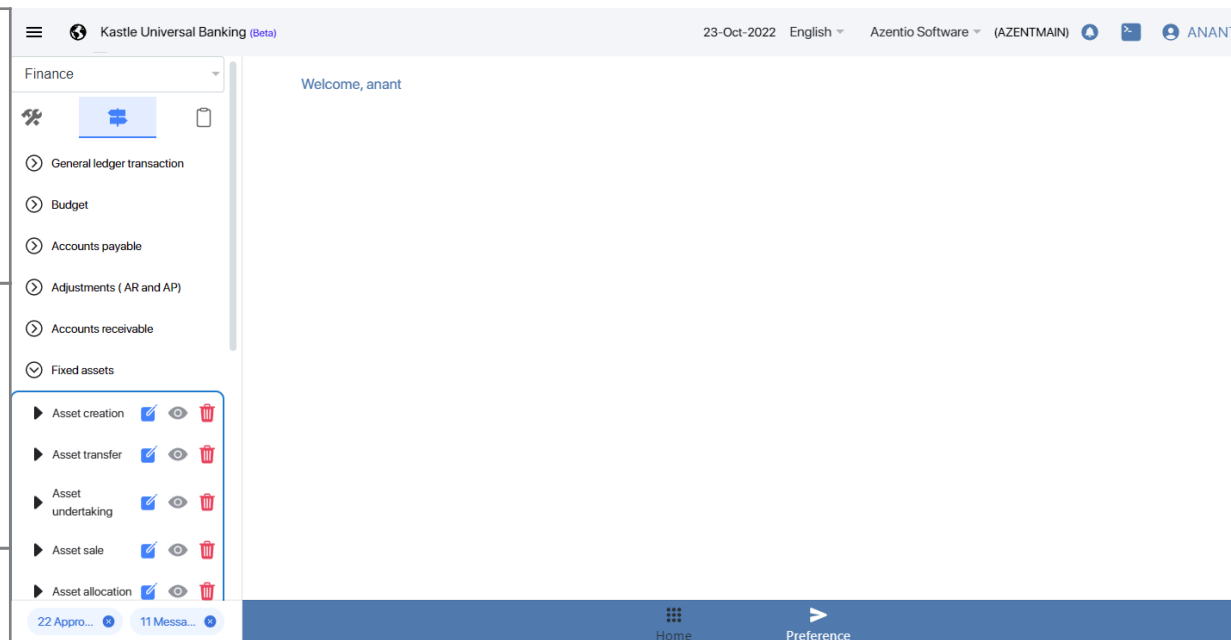 Kastle Universal Banking (Beta)
23-Oct-2022 English Azentio Software (AZENTMAIN) ANANT
Finance
Welcome, anant
General ledger transaction
Budget
Accounts payable
Adjustments ( AR and AP)
Accounts receivable
Fixed assets
Asset creation
Asset transfer
Asset
undertaking
Asset sale
Asset allocation
22 Appro... 11 Messa...
Home Preference